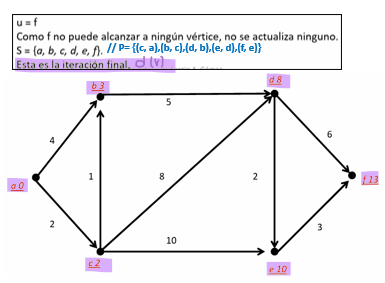 u = f
Como f no puede alcanzar a ningún vértice, no se actualiza ninguno.
S = {a, b, c, d, e, f}. // P= {(c, a),(b, c),(d, b),(e, d),(f, e)}
Esta es la iteración final. d(v)
b 3
d 8
5
4
6
a 0
1
8
2
f 13
2
10
3
c 2
e 10